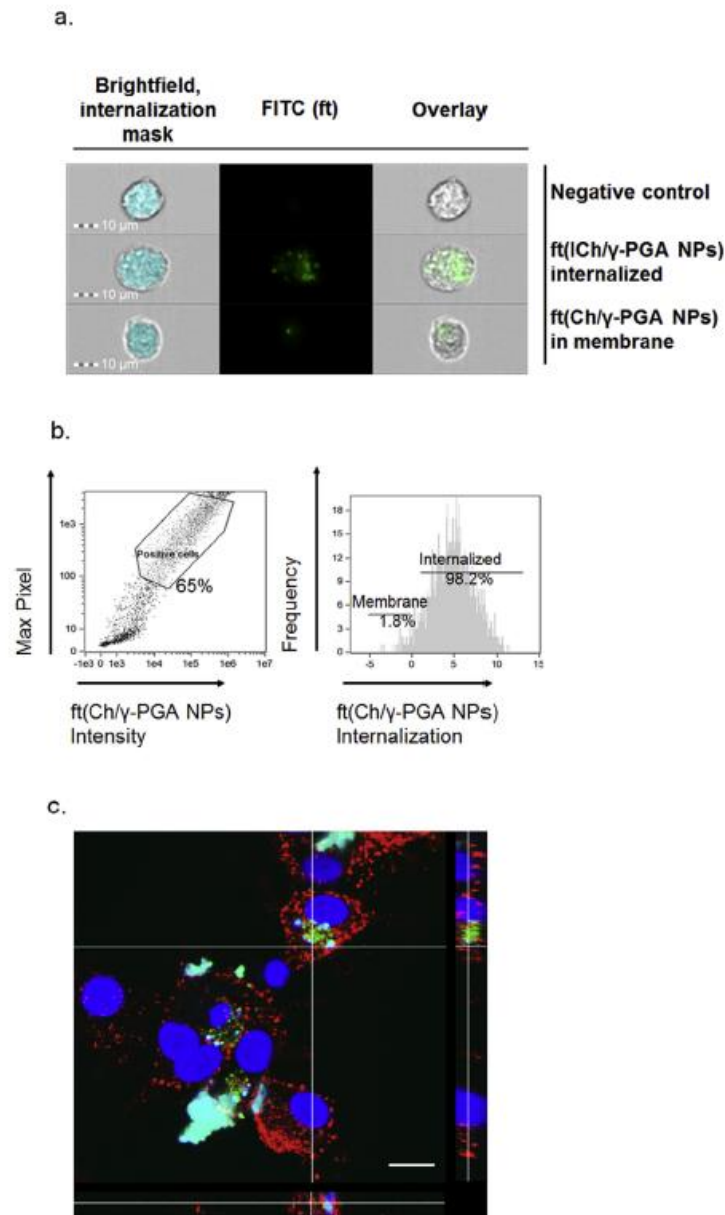 a.
Brightfield,
internalization
mask
FITC (ft)
Overlay
10 µm
Negative control
10 µm
ft(lCh/γ-PGA NPs)
internalized
10 µm
ft(Ch/γ-PGA NPs)
in membrane
b.
Max Pixel
1e3
100
10
0
Positive cells
65%
-1e3 0 1e3 1e4 1e5 1e6 1e7
ft(Ch/γ-PGA NPs)
Intensity
Frequency
18
15
12
9
6
3
0
Internalized
98.2%
Membrane
1.8%
-5 0 5 10 15
ft(Ch/γ-PGA NPs)
Internalization
c.